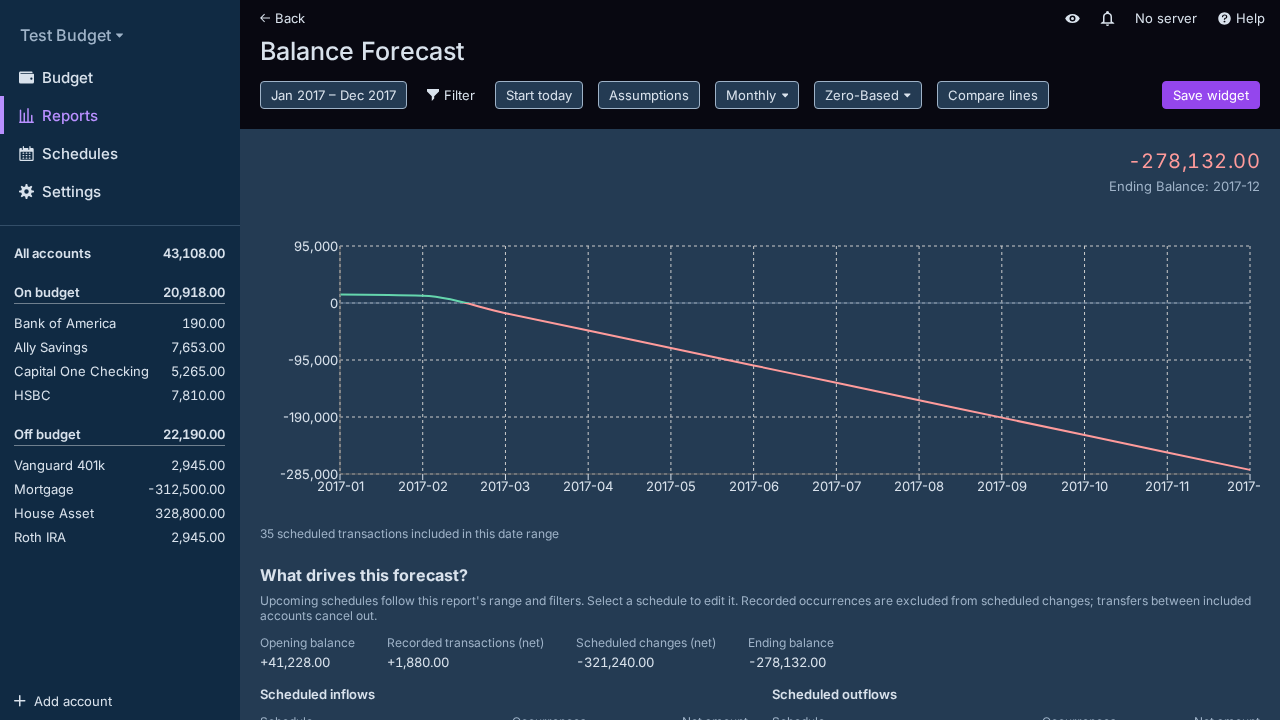 Test Budget
Budget
Reports
Schedules
Settings
All accounts 43,108.00
On budget 20,918.00
Bank of America 190.00
Ally Savings 7,653.00
Capital One Checking 5,265.00
HSBC 7,810.00
Off budget 22,190.00
Vanguard 401k 2,945.00
Mortgage -312,500.00
House Asset 328,800.00
Roth IRA 2,945.00
Add account
Back
No server
Help
Balance Forecast
Jan 2017 – Dec 2017
Filter
Start today
Assumptions
Monthly
Zero-Based
Compare lines
Save widget
-278,132.00
Ending Balance: 2017-12
95,000
0
-95,000
-190,000
-285,000
2017-01 2017-02 2017-03 2017-04 2017-05 2017-06 2017-07 2017-08 2017-09 2017-10 2017-11 2017-
35 scheduled transactions included in this date range
What drives this forecast?
Upcoming schedules follow this report's range and filters. Select a schedule to edit it. Recorded occurrences are excluded from scheduled changes; transfers between included
accounts cancel out.
Opening balance Recorded transactions (net) Scheduled changes (net) Ending balance
+41,228.00 +1,880.00 -321,240.00 -278,132.00
Scheduled inflows Scheduled outflows
Schedule Occurrences Net amount Schedule Occurrences Net amount